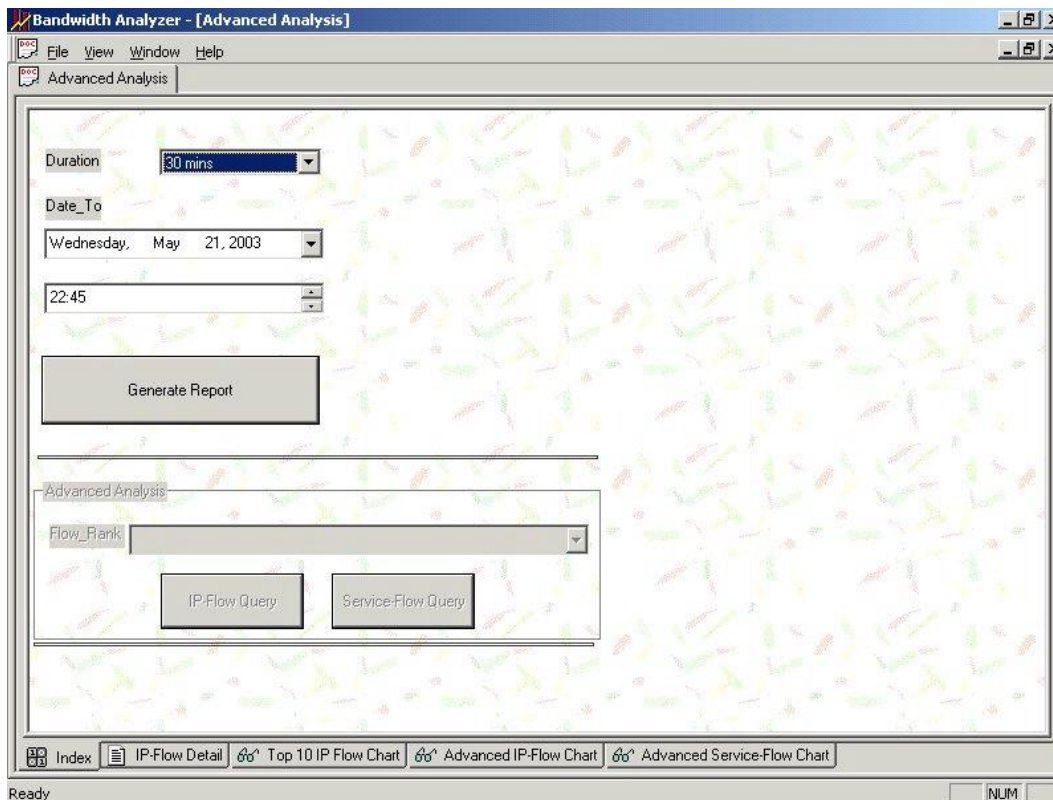 Bandwidth Analyzer - [Advanced Analysis]
File View Window Help
Advanced Analysis
Duration 30 mins
Date_To
Wednesday, May 21, 2003
22:45
Generate Report
Advanced Analysis
Flow_Rank
IP-Flow Query Service-Flow Query
Index IP-Flow Detail Top 10 IP Flow Chart Advanced IP-Flow Chart Advanced Service-Flow Chart
Ready NUM